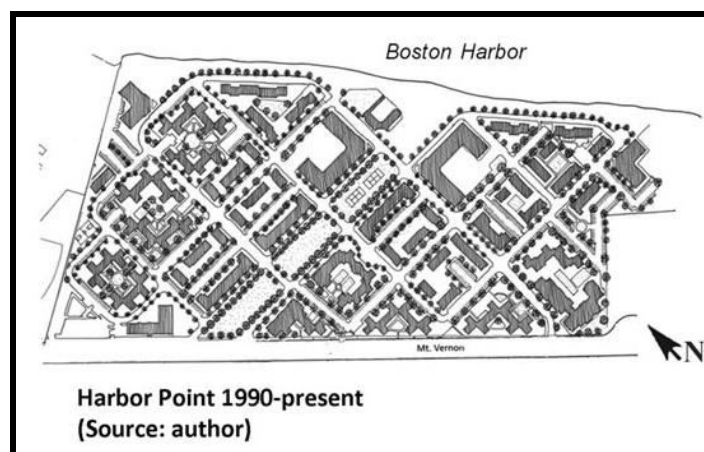 Boston Harbor
Mt. Vernon
N
Harbor Point 1990-present
(Source: author)